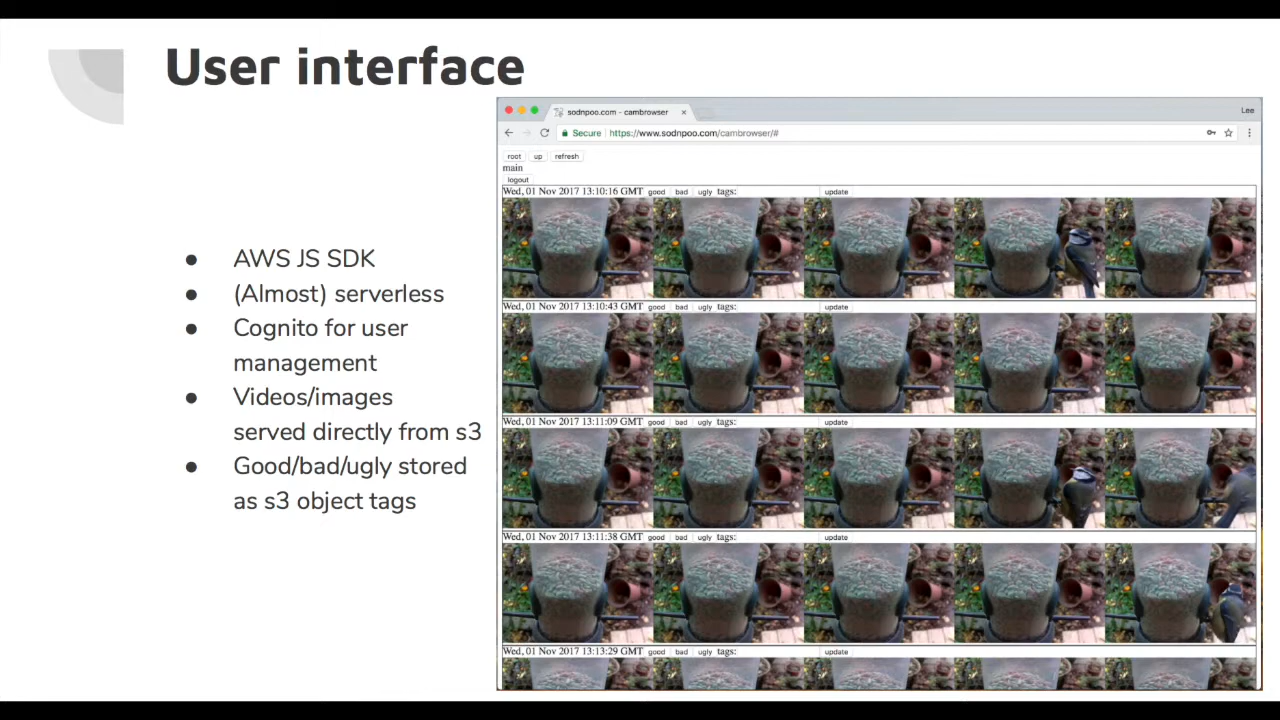 User interface
AWS JS SDK
(Almost) serverless
Cognito for user
management
Videos/images
served directly from s3
Good/bad/ugly stored
as s3 object tags
sodnpoo.com - cambrowser
Lee
Secure https://www.sodnpoo.com/cambrowser/#
root up refresh
main
logout
Wed, 01 Nov 2017 13:10:16 GMT good bad ugly tags: update
Wed, 01 Nov 2017 13:10:43 GMT good bad ugly tags: update
Wed, 01 Nov 2017 13:11:09 GMT good bad ugly tags: update
Wed, 01 Nov 2017 13:11:38 GMT good bad ugly tags: update
Wed, 01 Nov 2017 13:13:29 GMT good bad ugly tags: update